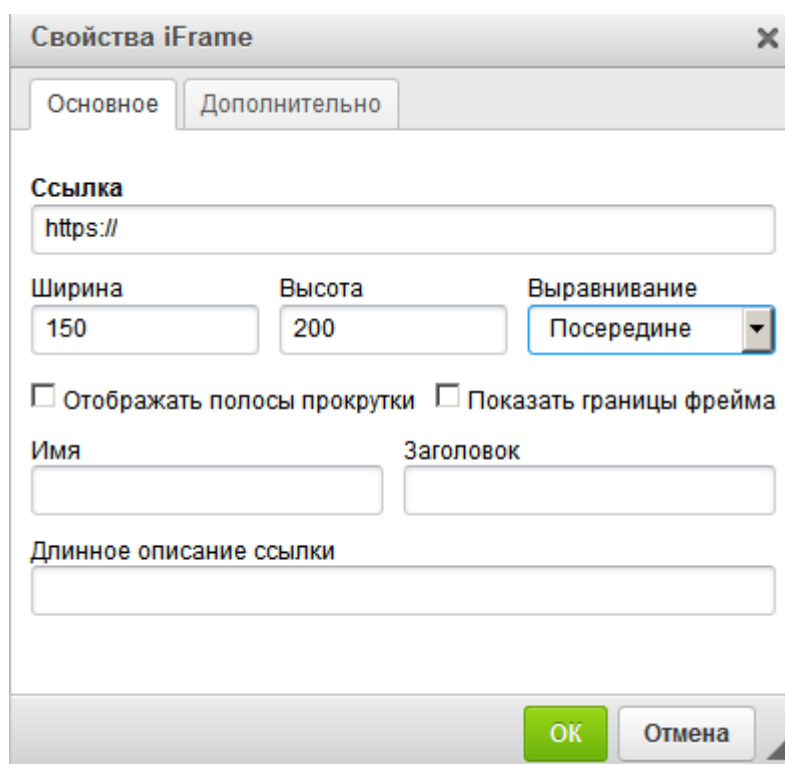 Свойства iFrame
Основное Дополнительно
Ссылка
https://
Ширина Высота Выравнивание
150 200 Посередине
Отображать полосы прокрутки Показать границы фрейма
Имя Заголовок
Длинное описание ссылки
ОК Отмена